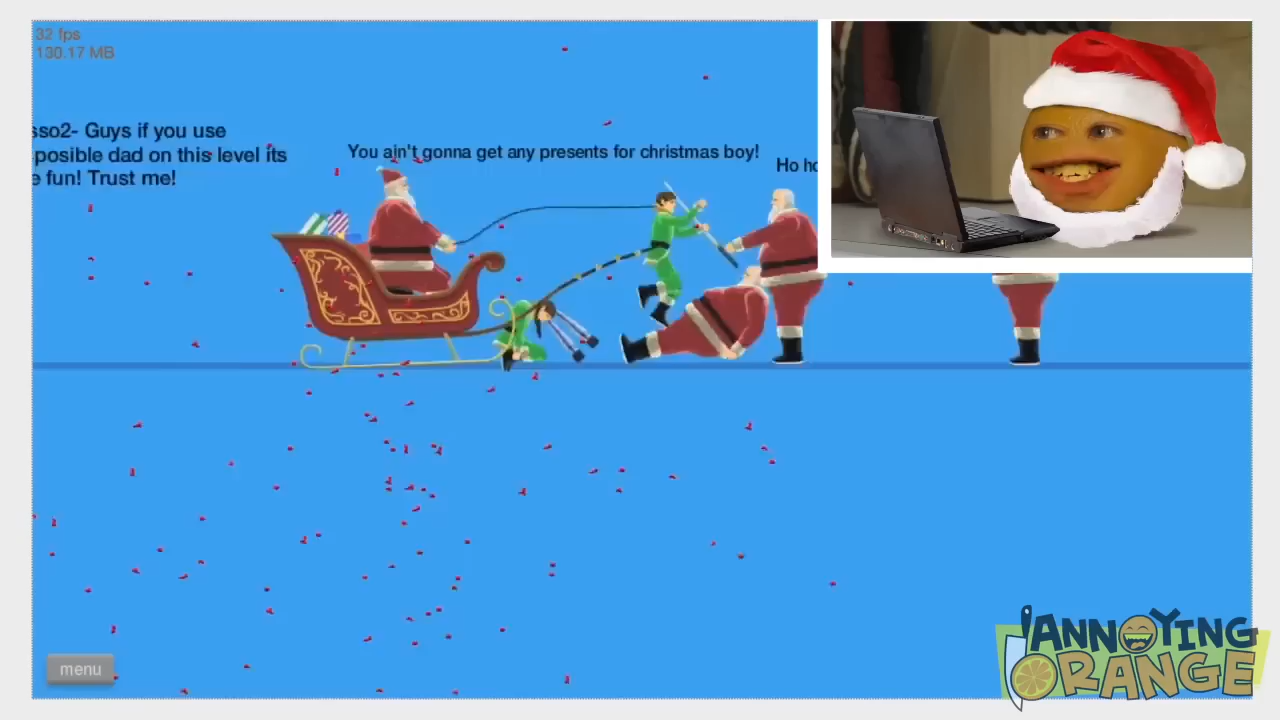 32 fps
130.17 MB
sso2- Guys if you use
posible dad on this level its
e fun! Trust me!
You ain't gonna get any presents for christmas boy!
Ho ho
menu
ANNOYING
ORANGE